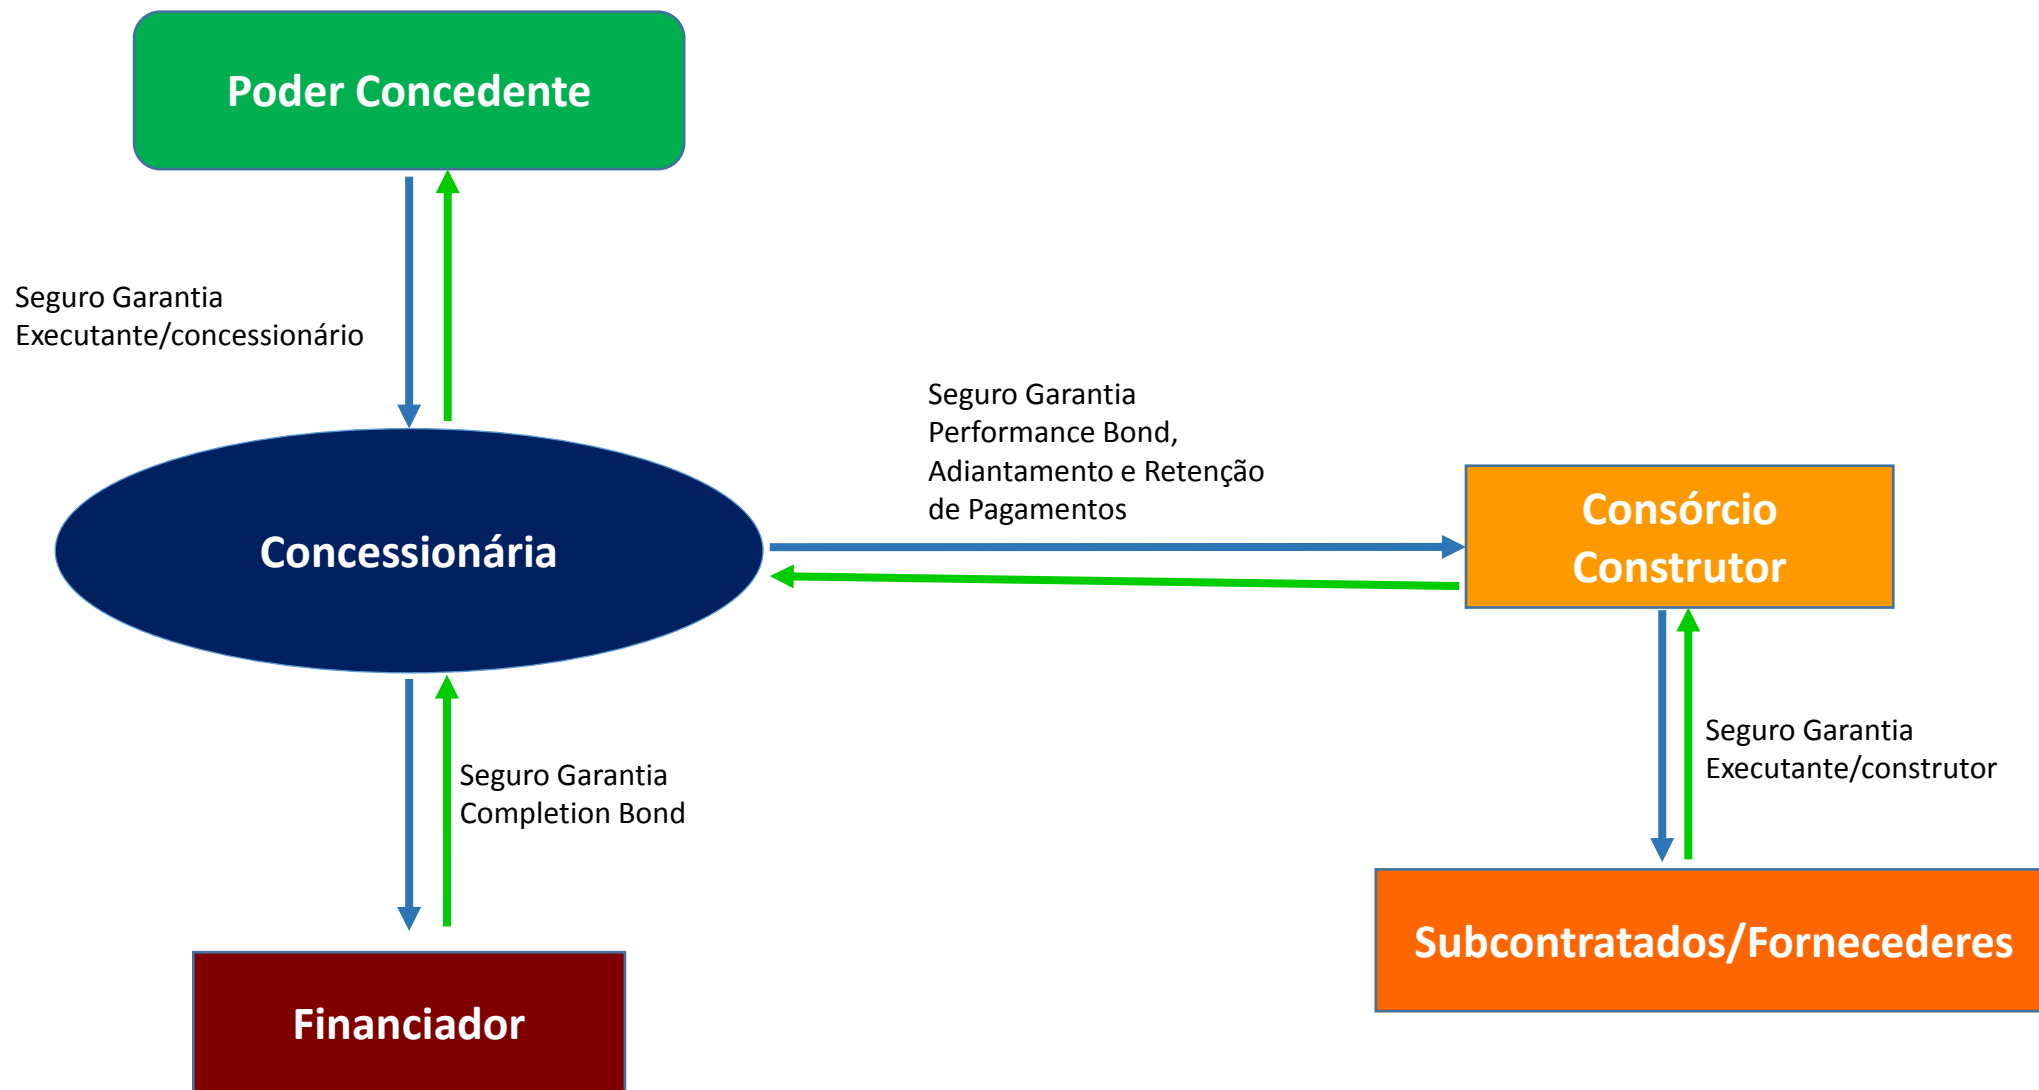 Poder Concedente
Seguro Garantia
Executante/concessionário
Seguro Garantia
Performance Bond,
Adiantamento e Retenção
de Pagamentos
Concessionária
Consórcio
Construtor
Seguro Garantia
Completion Bond
Seguro Garantia
Executante/construtor
Subcontratados/Fornecederes
Financiador